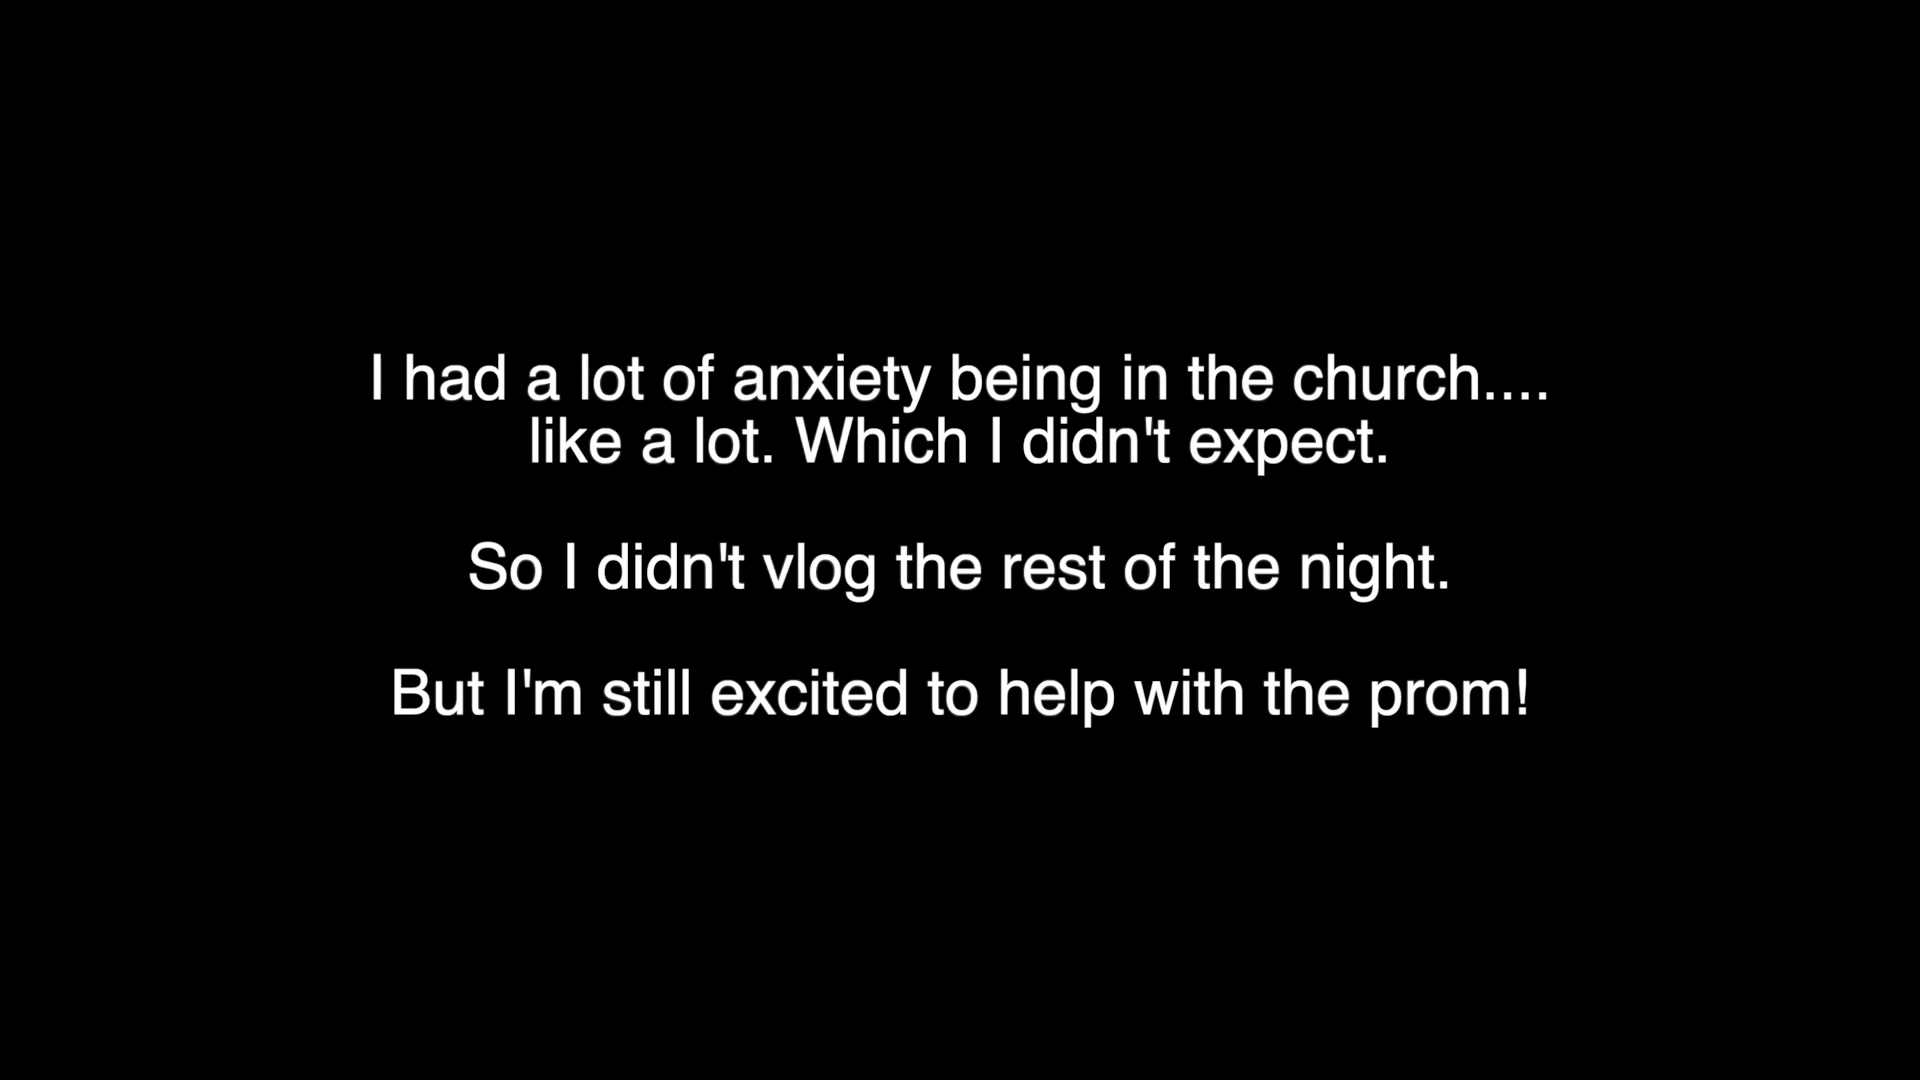 I had a lot of anxiety being in the church....
like a lot. Which I didn't expect.
So I didn't vlog the rest of the night.
But I'm still excited to help with the prom!